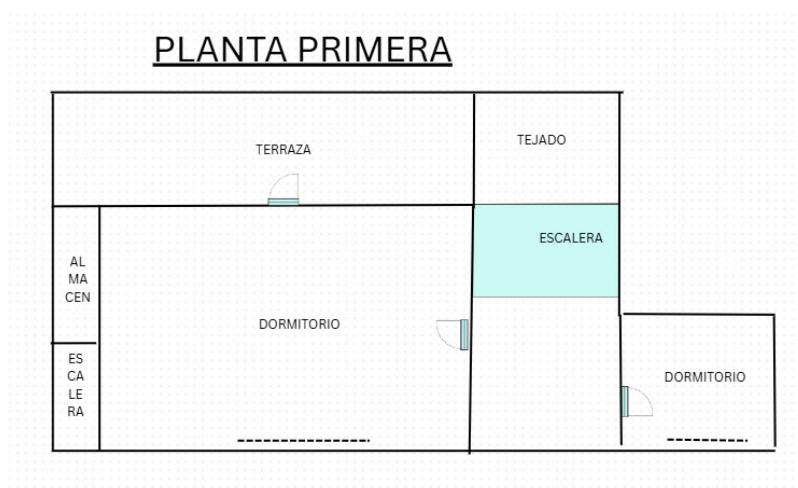 PLANTA PRIMERA
TERRAZA
TEJADO
ESCALERA
AL
MA
CEN
DORMITORIO
ES
CA
LE
RA
DORMITORIO